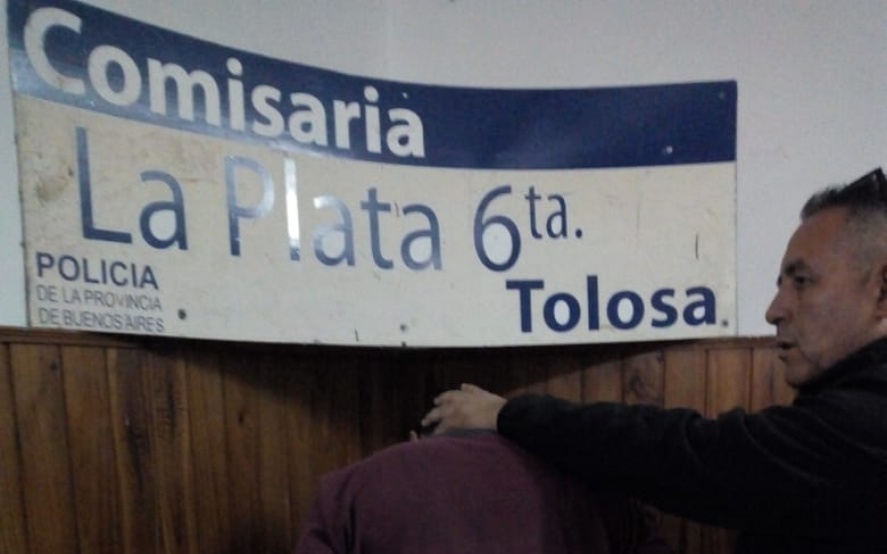 Comisaria
La Plata 6ta.
POLICIA
DE LA PROVINCIA
DE BUENOS AIRES
Tolosa